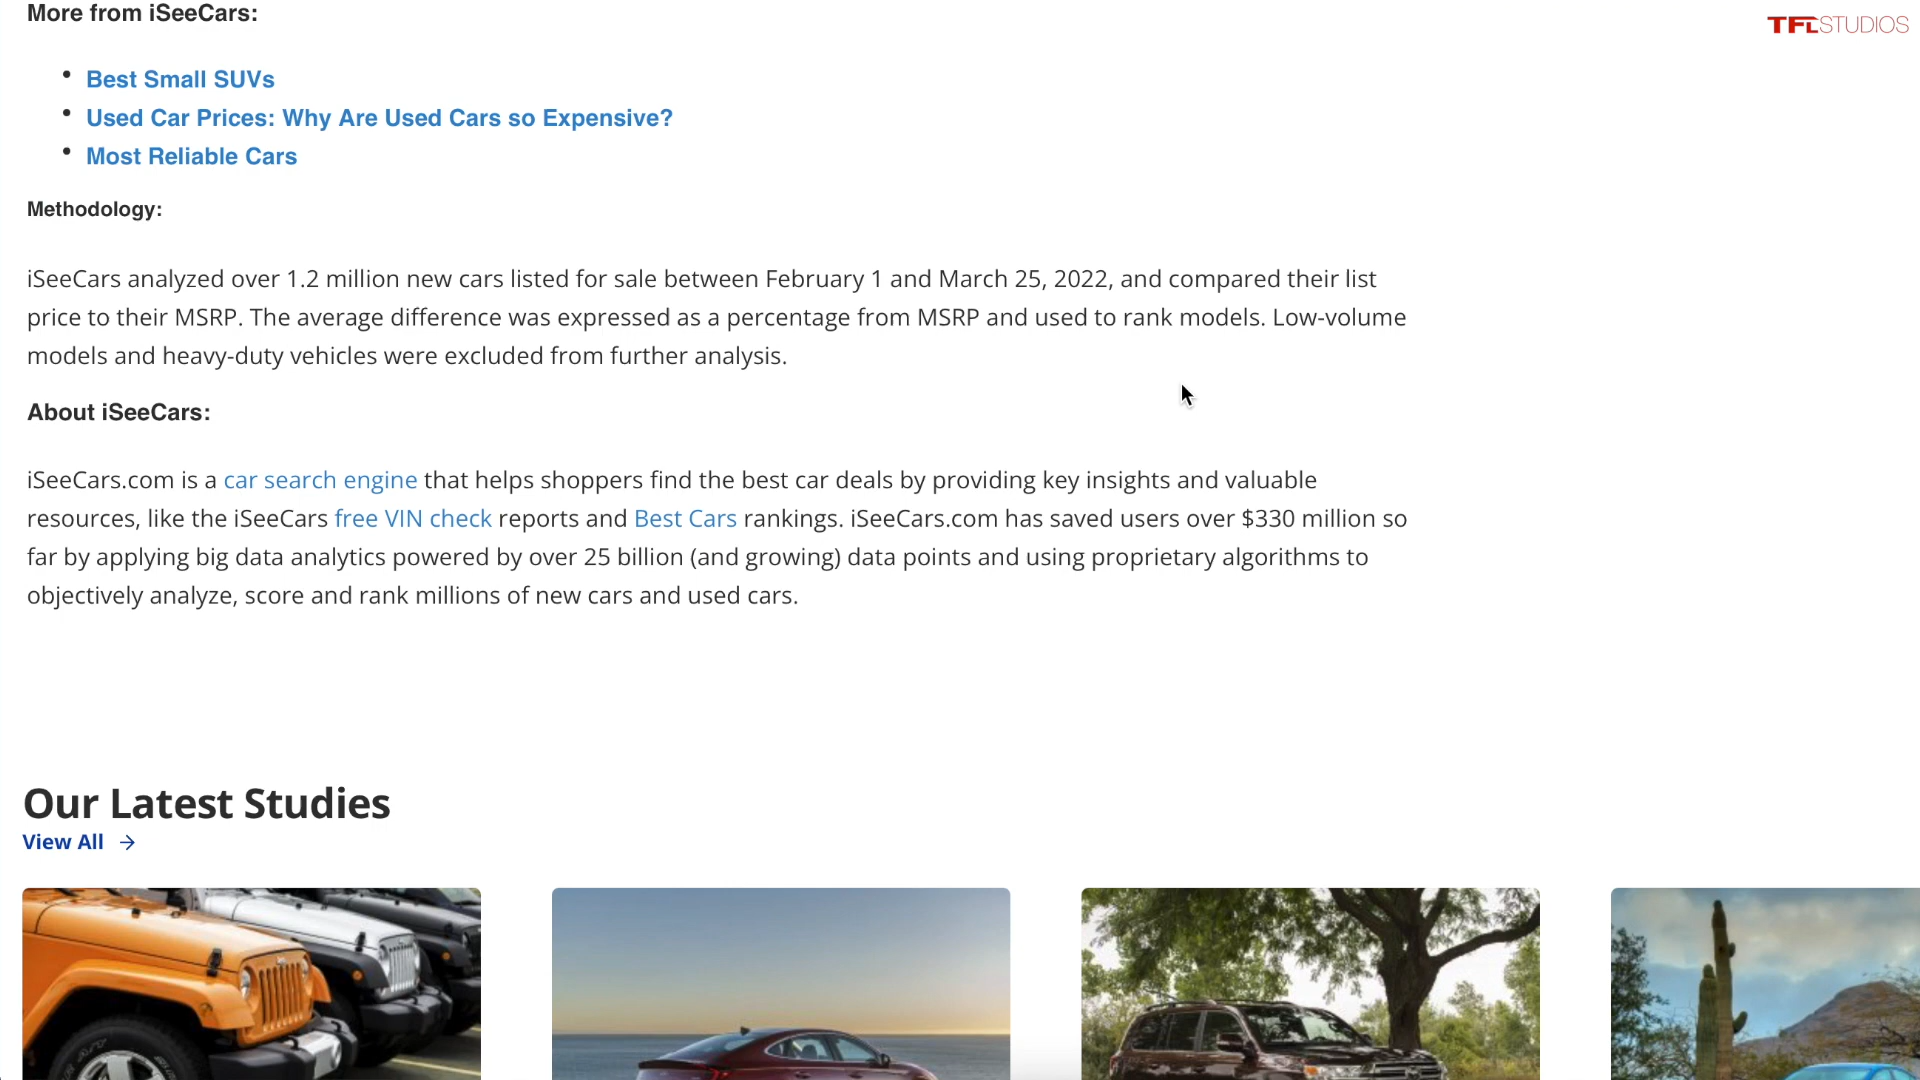 More from iSeeCars:
TFLSTUDIOS
• Best Small SUVs
• Used Car Prices: Why Are Used Cars so Expensive?
• Most Reliable Cars
Methodology:
iSeeCars analyzed over 1.2 million new cars listed for sale between February 1 and March 25, 2022, and compared their list
price to their MSRP. The average difference was expressed as a percentage from MSRP and used to rank models. Low-volume
models and heavy-duty vehicles were excluded from further analysis.
About iSeeCars:
iSeeCars.com is a car search engine that helps shoppers find the best car deals by providing key insights and valuable
resources, like the iSeeCars free VIN check reports and Best Cars rankings. iSeeCars.com has saved users over $330 million so
far by applying big data analytics powered by over 25 billion (and growing) data points and using proprietary algorithms to
objectively analyze, score and rank millions of new cars and used cars.
Our Latest Studies
View All →